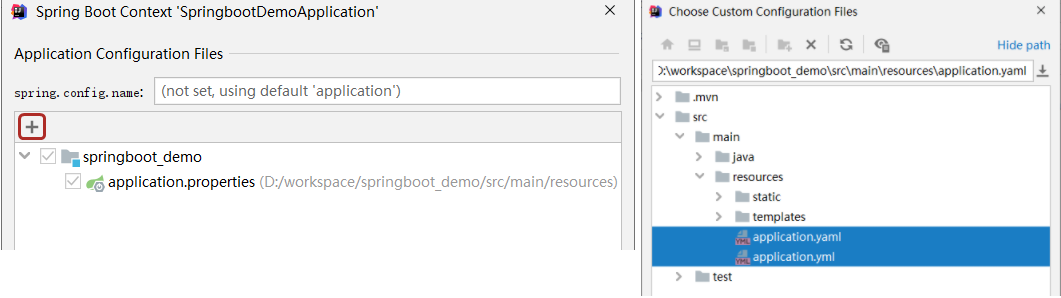 Spring Boot Context 'SpringbootDemoApplication'
Application Configuration Files
spring.config.name: (not set, using default 'application')
springboot_demo
application.properties (D:/workspace/springboot_demo/src/main/resources)
Choose Custom Configuration Files
Hide path
D:\workspace\springboot_demo\src\main\resources\application.yaml
.mvn
src
main
java
resources
static
templates
application.yaml
application.yml
test